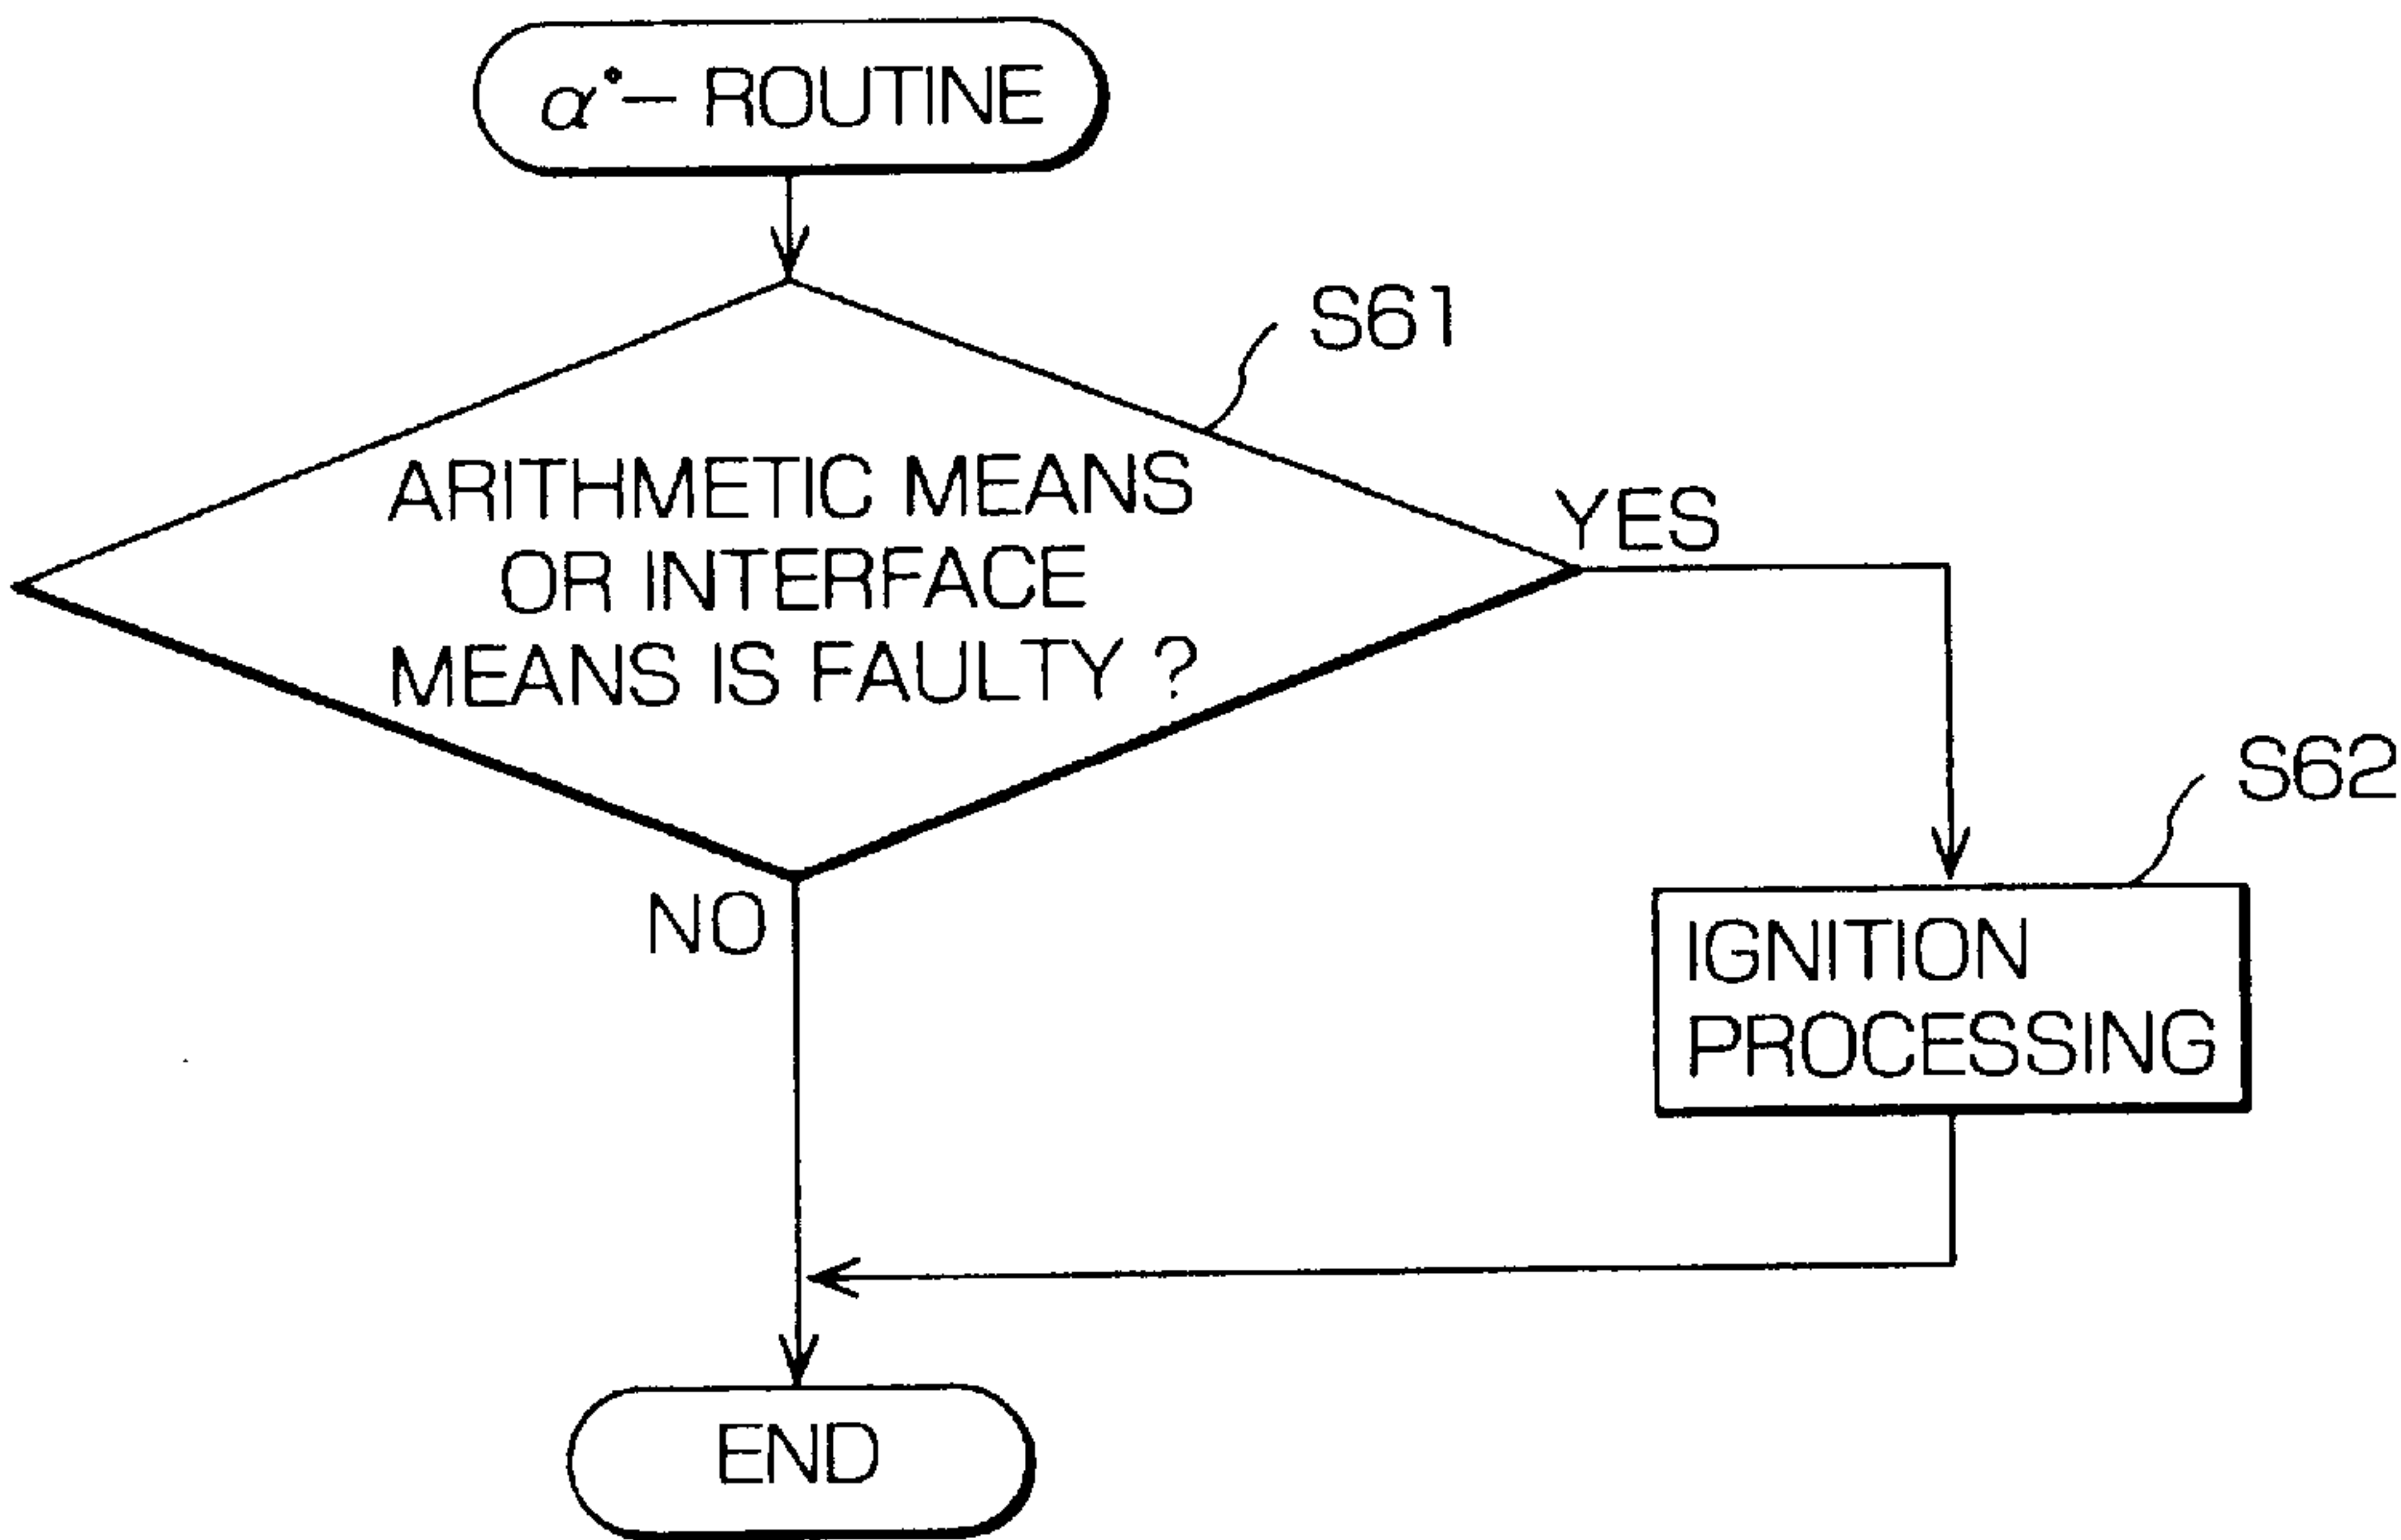 α°– ROUTINE
S61
ARITHMETIC MEANS
OR INTERFACE
MEANS IS FAULTY ?
YES
S62
NO
IGNITION
PROCESSING
END